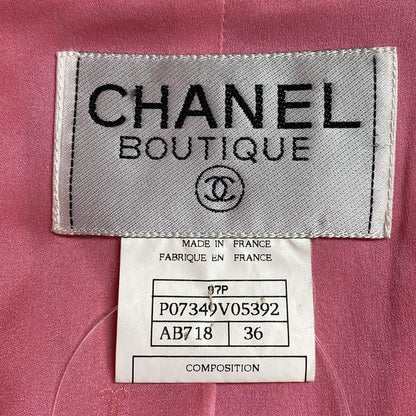 CHANEL
BOUTIQUE
MADE IN FRANCE
FABRIQUE EN FRANCE
97P
P07349V05392
AB718 36
COMPOSITION